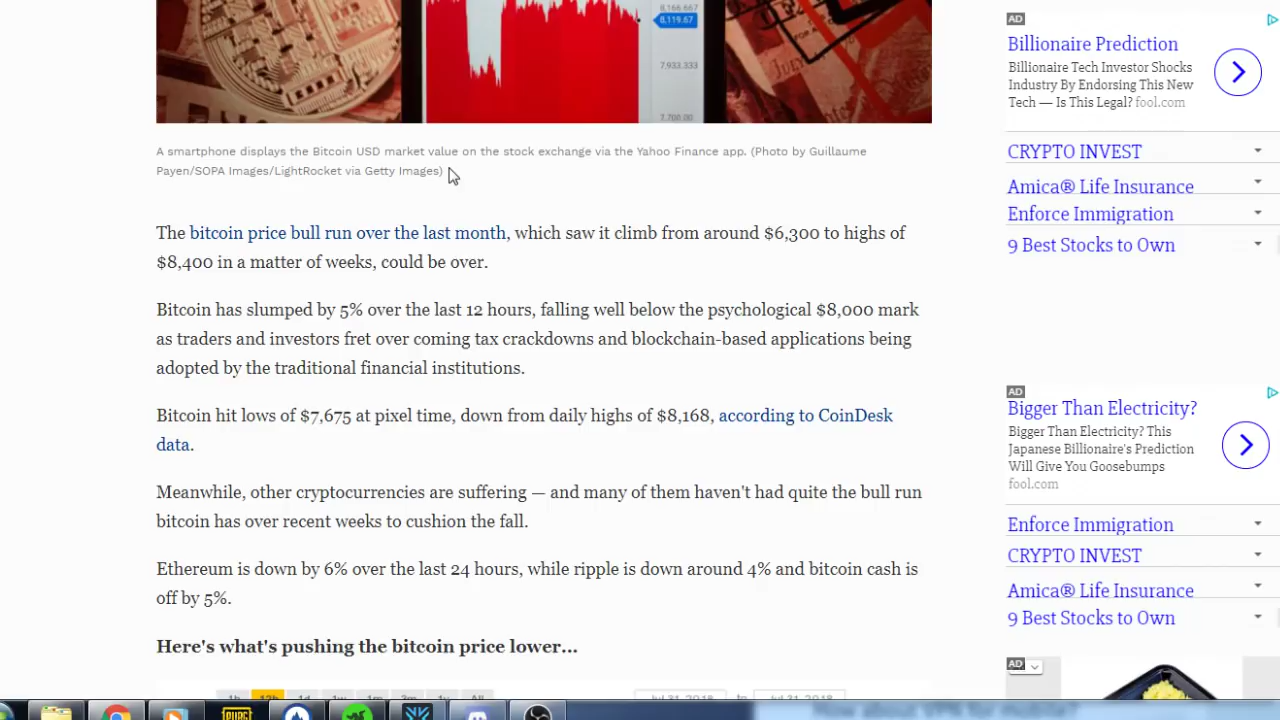 8,166.667
8,119.67
7,933.333
7,700.00
A smartphone displays the Bitcoin USD market value on the stock exchange via the Yahoo Finance app. (Photo by Guillaume
Payen/SOPA Images/LightRocket via Getty Images)
The bitcoin price bull run over the last month, which saw it climb from around $6,300 to highs of
$8,400 in a matter of weeks, could be over.
Bitcoin has slumped by 5% over the last 12 hours, falling well below the psychological $8,000 mark
as traders and investors fret over coming tax crackdowns and blockchain-based applications being
adopted by the traditional financial institutions.
Bitcoin hit lows of $7,675 at pixel time, down from daily highs of $8,168, according to CoinDesk
data.
Meanwhile, other cryptocurrencies are suffering — and many of them haven't had quite the bull run
bitcoin has over recent weeks to cushion the fall.
Ethereum is down by 6% over the last 24 hours, while ripple is down around 4% and bitcoin cash is
off by 5%.
Here's what's pushing the bitcoin price lower...
1h 12h 1d 1w 1m 3m 1y All Jul 31, 2018 to Jul 31, 2018
AD
Billionaire Prediction
Billionaire Tech Investor Shocks
Industry By Endorsing This New
Tech — Is This Legal? fool.com
CRYPTO INVEST
Amica® Life Insurance
Enforce Immigration
9 Best Stocks to Own
AD
Bigger Than Electricity?
Bigger Than Electricity? This
Japanese Billionaire's Prediction
Will Give You Goosebumps
fool.com
Enforce Immigration
CRYPTO INVEST
Amica® Life Insurance
9 Best Stocks to Own
AD
PUBG